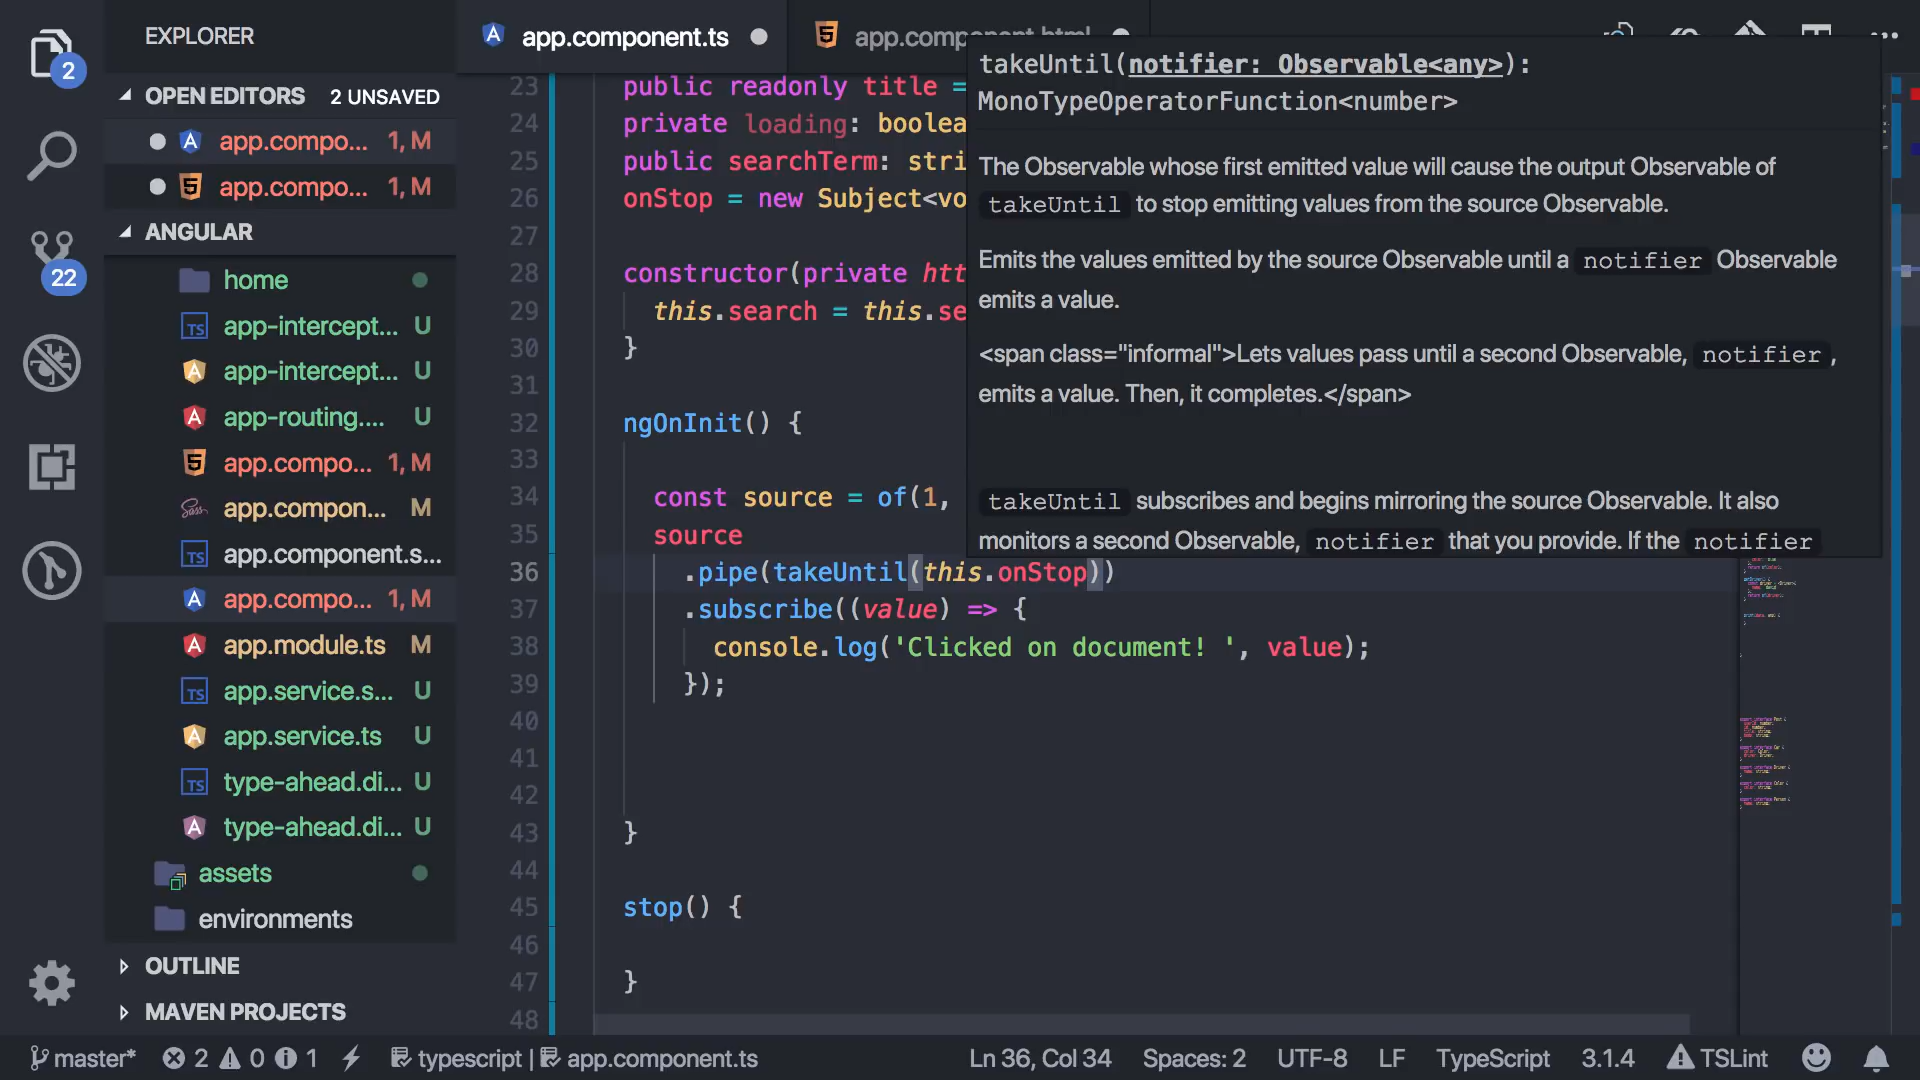 2
22
EXPLORER
OPEN EDITORS 2 UNSAVED
app.compo... 1, M
app.compo... 1, M
ANGULAR
home
app-intercept... U
app-intercept... U
app-routing.... U
app.compo... 1, M
app.compon... M
app.component.s...
app.compo... 1, M
app.module.ts M
app.service.s... U
app.service.ts U
type-ahead.di... U
type-ahead.di... U
assets
environments
OUTLINE
MAVEN PROJECTS
app.component.ts
app.component.html
23 public readonly title =
24 private loading: boolea
25 public searchTerm: stri
26 onStop = new Subject<vo
27
28 constructor(private htt
29 this.search = this.se
30 }
31
32 ngOnInit() {
33
34 const source = of(1,
35 source
36 .pipe(takeUntil(this.onStop))
37 .subscribe((value) => {
38 console.log('Clicked on document! ', value);
39 });
40
41
42
43 }
44
45 stop() {
46
47 }
48
takeUntil(notifier: Observable<any>):
MonoTypeOperatorFunction<number>
The Observable whose first emitted value will cause the output Observable of
takeUntil to stop emitting values from the source Observable.
Emits the values emitted by the source Observable until a notifier Observable
emits a value.
<span class="informal">Lets values pass until a second Observable, notifier ,
emits a value. Then, it completes.</span>
takeUntil subscribes and begins mirroring the source Observable. It also
monitors a second Observable, notifier that you provide. If the notifier
master* 2 0 1 typescript | app.component.ts Ln 36, Col 34 Spaces: 2 UTF-8 LF TypeScript 3.1.4 TSLint